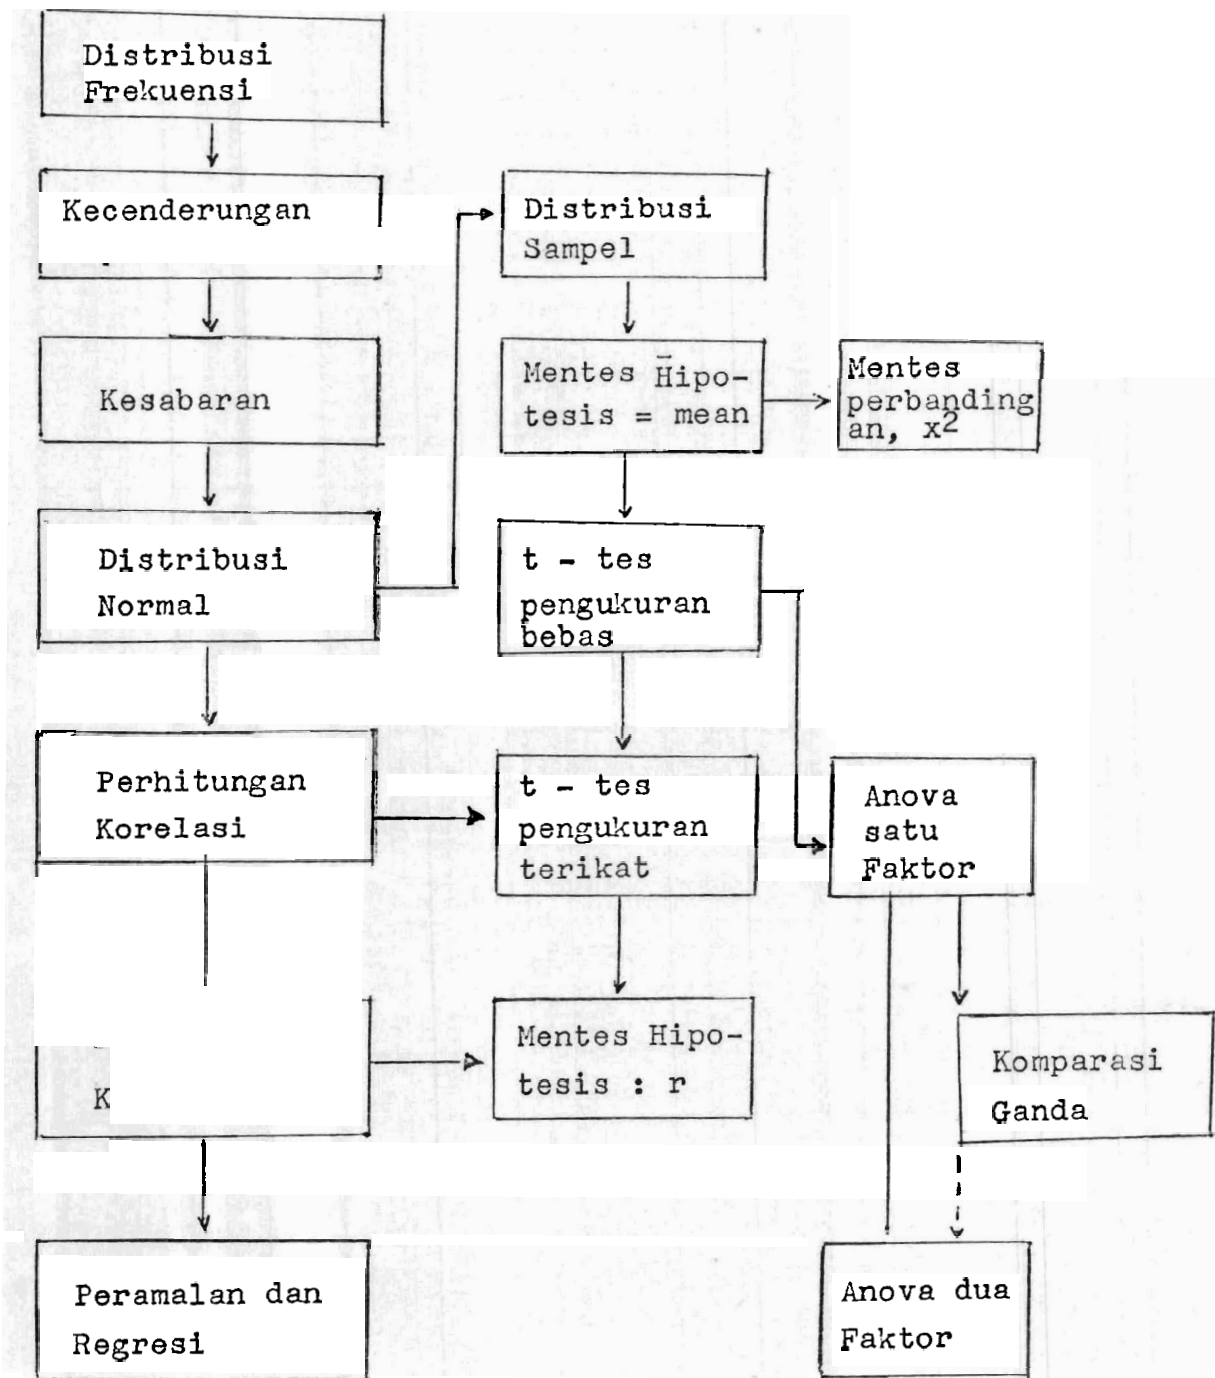 Distribusi
Frekuensi
Kecenderungan
Kesabaran
Distribusi
Normal
Perhitungan
Korelasi
K
Peramalan dan
Regresi
Distribusi
Sampel
Mentes Hipo-
tesis = mean
t - tes
pengukuran
bebas
t - tes
pengukuran
terikat
Mentes Hipo-
tesis : r
Mentes
perbanding
an, x²
Anova
satu
Faktor
Komparasi
Ganda
Anova dua
Faktor